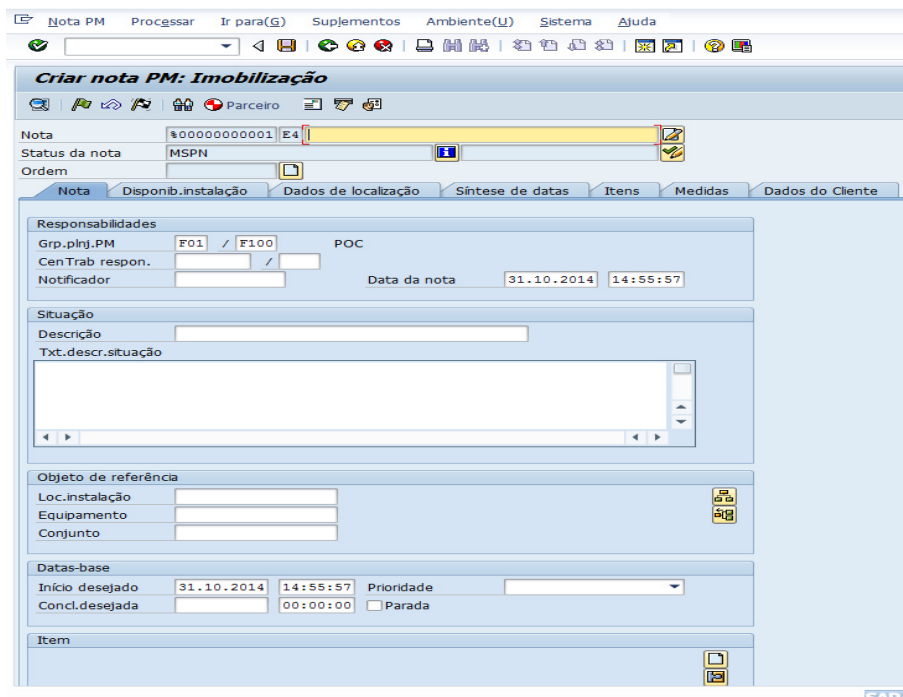 Nota PM Processar Ir para(G) Suplementos Ambiente(U) Sistema Ajuda
Criar nota PM: Imobilização
Parceiro
Nota %00000000001 E4
Status da nota MSPN
Ordem
Nota Disponib.instalação Dados de localização Síntese de datas Itens Medidas Dados do Cliente
Responsabilidades
Grp.plnj.PM F01 / F100 POC
CenTrab respon. /
Notificador Data da nota 31.10.2014 14:55:57
Situação
Descrição
Txt.descr.situação
Objeto de referência
Loc.instalação
Equipamento
Conjunto
Datas-base
Início desejado 31.10.2014 14:55:57 Prioridade
Concl.desejada 00:00:00 Parada
Item
SAP